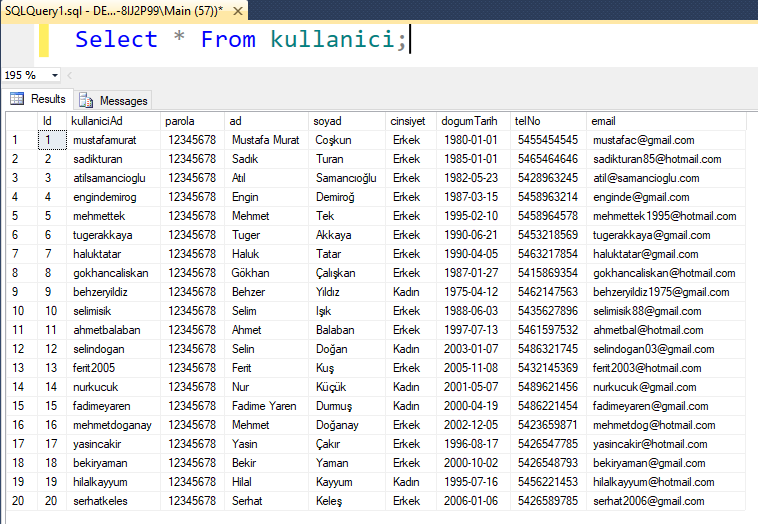 SQLQuery1.sql - DE...-8IJ2P99\Main (57))* ×
Select * From kullanici;
195 %
Results Messages
Id kullaniciAd parola ad soyad cinsiyet dogumTarih telNo email
1 1 mustafamurat 12345678 Mustafa Murat Coşkun Erkek 1980-01-01 5455454545 mustafac@gmail.com
2 2 sadikturan 12345678 Sadık Turan Erkek 1985-01-01 5465464646 sadikturan85@hotmail.com
3 3 atilsamancioglu 12345678 Atıl Samancıoğlu Erkek 1982-05-23 5428963245 atil@samancioglu.com
4 4 engindemirog 12345678 Engin Demiroğ Erkek 1987-03-15 5458963214 enginde@gmail.com
5 5 mehmettek 12345678 Mehmet Tek Erkek 1995-02-10 5458964578 mehmettek1995@hotmail.com
6 6 tugerakkaya 12345678 Tuger Akkaya Erkek 1990-06-21 5453218569 tugerakkaya@gmail.com
7 7 haluktatar 12345678 Haluk Tatar Erkek 1990-04-05 5463217854 haluktatar@gmail.com
8 8 gokhancaliskan 12345678 Gökhan Çalışkan Erkek 1987-01-27 5415869354 gokhancaliskan@hotmail.com
9 9 behzeryildiz 12345678 Behzer Yıldız Kadın 1975-04-12 5462147563 behzeryildiz1975@gmail.com
10 10 selimisik 12345678 Selim Işık Erkek 1988-06-03 5435627896 selimisik88@gmail.com
11 11 ahmetbalaban 12345678 Ahmet Balaban Erkek 1997-07-13 5461597532 ahmetbal@hotmail.com
12 12 selindogan 12345678 Selin Doğan Kadın 2003-01-07 5486321745 selindogan03@gmail.com
13 13 ferit2005 12345678 Ferit Kuş Erkek 2005-11-08 5432145369 ferit2003@hotmail.com
14 14 nurkucuk 12345678 Nur Küçük Kadın 2001-05-07 5489621456 nurkucuk@gmail.com
15 15 fadimeyaren 12345678 Fadime Yaren Durmuş Kadın 2000-04-19 5486221454 fadimeyaren@gmail.com
16 16 mehmetdoganay 12345678 Mehmet Doğanay Erkek 2002-12-05 5423659871 mehmetdog@hotmail.com
17 17 yasincakir 12345678 Yasin Çakır Erkek 1996-08-17 5426547785 yasincakir@hotmail.com
18 18 bekiryaman 12345678 Bekir Yaman Erkek 2000-10-02 5426548793 bekiryaman@gmail.com
19 19 hilalkayyum 12345678 Hilal Kayyum Kadın 1995-07-16 5456221453 hilalkayyum@hotmail.com
20 20 serhatkeles 12345678 Serhat Keleş Erkek 2006-01-06 5426589785 serhat2006@gmail.com